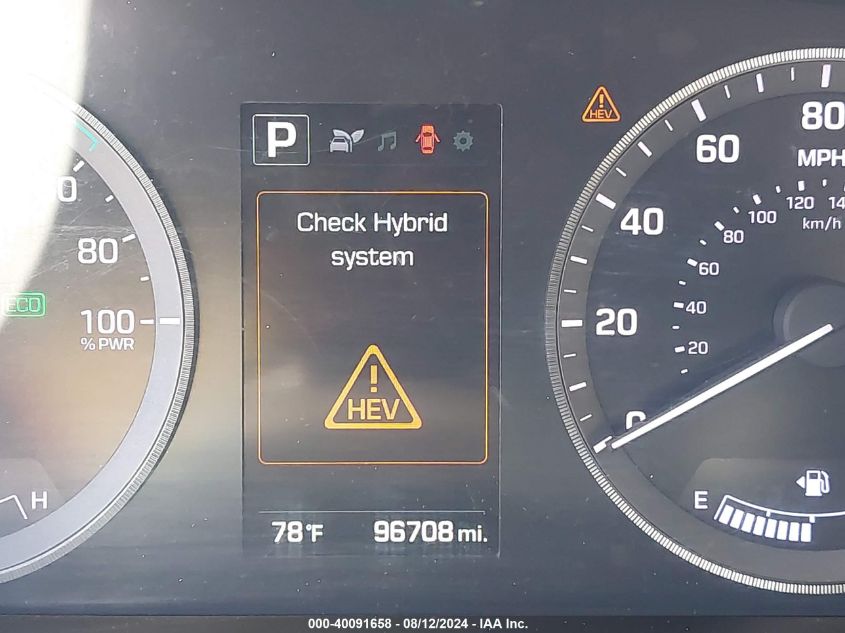 P
Check Hybrid
system
HEV
78°F
96708 mi.
80
100
% PWR
ECO
H
HEV
0
20
40
60
80
MPH
20
40
60
80
100
120
km/h
E
000-40091658 - 08/12/2024 - IAA Inc.